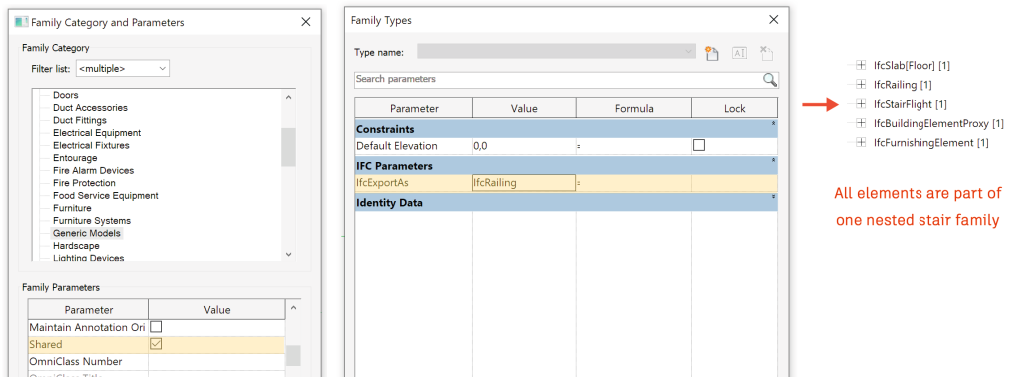 Family Category and Parameters
Family Category
Filter list: <multiple>
Doors
Duct Accessories
Duct Fittings
Electrical Equipment
Electrical Fixtures
Entourage
Fire Alarm Devices
Fire Protection
Food Service Equipment
Furniture
Furniture Systems
Generic Models
Hardscape
Lighting Devices
Family Parameters
Parameter Value
Maintain Annotation Ori
Shared
OmniClass Number
OmniClass Title
Family Types
Type name:
Search parameters
Parameter Value Formula Lock
Constraints
Default Elevation 0,0 =
IFC Parameters
IfcExportAs IfcRailing =
Identity Data
IfcSlab[Floor] [1]
IfcRailing [1]
IfcStairFlight [1]
IfcBuildingElementProxy [1]
IfcFurnishingElement [1]
All elements are part of
one nested stair family